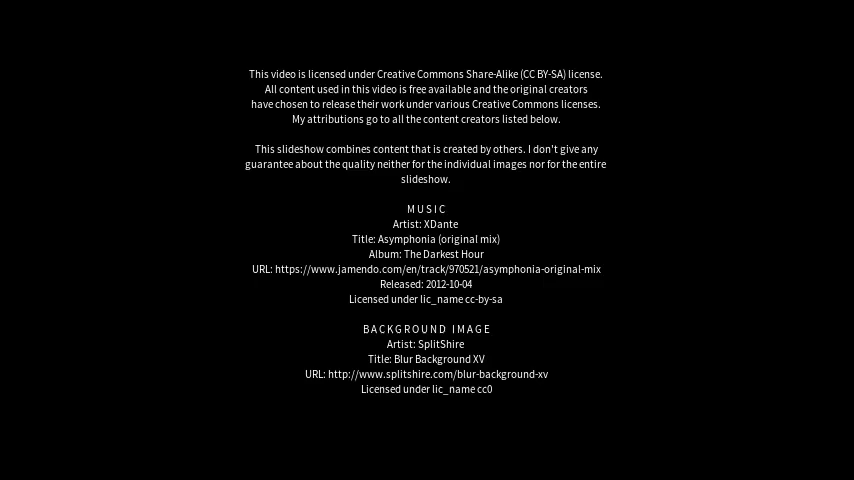 This video is licensed under Creative Commons Share-Alike (CC BY-SA) license.
All content used in this video is free available and the original creators
have chosen to release their work under various Creative Commons licenses.
My attributions go to all the content creators listed below.
This slideshow combines content that is created by others. I don't give any
guarantee about the quality neither for the individual images nor for the entire
slideshow.
MUSIC
Artist: XDante
Title: Asymphonia (original mix)
Album: The Darkest Hour
URL: https://www.jamendo.com/en/track/970521/asymphonia-original-mix
Released: 2012-10-04
Licensed under lic_name cc-by-sa
BACKGROUND IMAGE
Artist: SplitShire
Title: Blur Background XV
URL: http://www.splitshire.com/blur-background-xv
Licensed under lic_name cc0